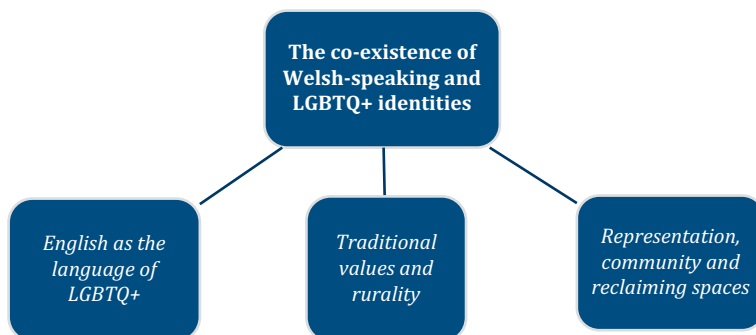 The co-existence of
Welsh-speaking and
LGBTQ+ identities
English as the
language of
LGBTQ+
Traditional
values and
rurality
Representation,
community and
reclaiming spaces